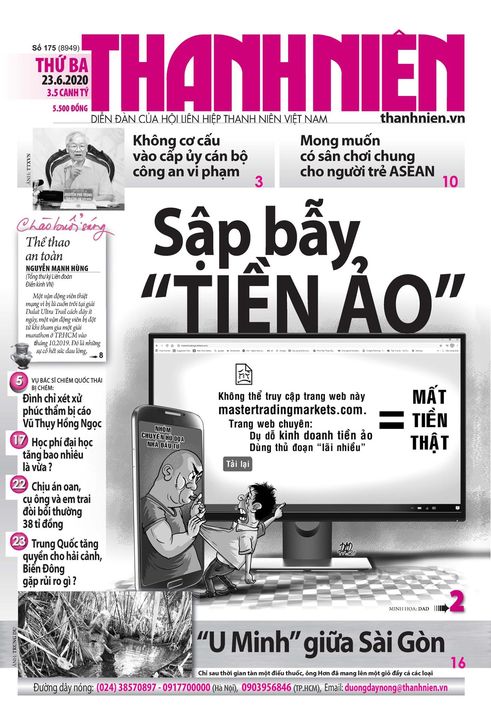 Số 175 (8949)
THỨ BA
23.6.2020
3.5 CANH TÝ
5.500 ĐỒNG
THANH NIÊN
DIỄN ĐÀN CỦA HỘI LIÊN HIỆP THANH NIÊN VIỆT NAM
thanhnien.vn
ẢNH: TTXVN
Không cơ cấu
vào cấp ủy cán bộ
công an vi phạm
3
Mong muốn
có sân chơi chung
cho người trẻ ASEAN
10
Chào buổi sáng
Thể thao
an toàn
NGUYỄN MẠNH HÙNG
(Tổng thư ký Liên đoàn
Điền kinh VN)
Một vận động viên thiệt
mạng vì bị lũ cuốn trôi tại giải
Dalat Ultra Trail cách đây ít
ngày, một vận động viên bị đột
tử khi tham gia một giải
marathon ở TP.HCM vào
tháng 10.2019. Đó là những
sự cố hết sức đau lòng.
8
Sập bẫy
“TIỀN ẢO”
Không thể truy cập trang web này
mastertradingmarkets.com.
Trang web chuyên:
Dụ dỗ kinh doanh tiền ảo
Dùng thủ đoạn "lãi nhiều"
Tải lại
=
MẤT
TIỀN
THẬT
NHÓM
CHUYÊN HÙ DỌA
NHÀ ĐẦU TƯ
DAD
MINH HỌA: DAD
2
5
VỤ BÁC SĨ CHIÊM QUỐC THÁI
BỊ CHÉM:
Đình chỉ xét xử
phúc thẩm bị cáo
Vũ Thụy Hồng Ngọc
17
Học phí đại học
tăng bao nhiêu
là vừa ?
22
Chịu án oan,
cụ ông và em trai
đòi bồi thường
38 tỉ đồng
23
Trung Quốc tăng
quyền cho hải cảnh,
Biển Đông
gặp rủi ro gì ?
“U Minh” giữa Sài Gòn
16
Chỉ sau thời gian tàn một điếu thuốc, ông Hơn đã mang lên một giỏ đầy cá các loại
Đường dây nóng: (024) 38570897 - 0917700000 (Hà Nội), 0903956846 (TP.HCM), Email: duongdaynong@thanhnien.vn